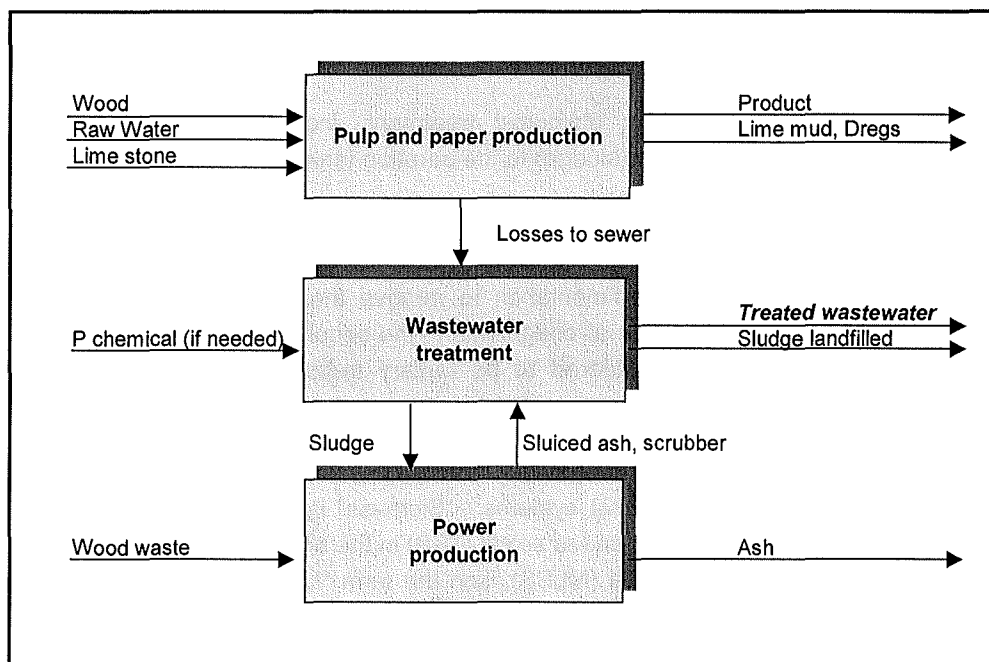 Wood
Raw Water
Lime stone
Pulp and paper production
Product
Lime mud, Dregs
Losses to sewer
P chemical (if needed)
Wastewater
treatment
Treated wastewater
Sludge landfilled
Sludge
Sluiced ash, scrubber
Wood waste
Power
production
Ash